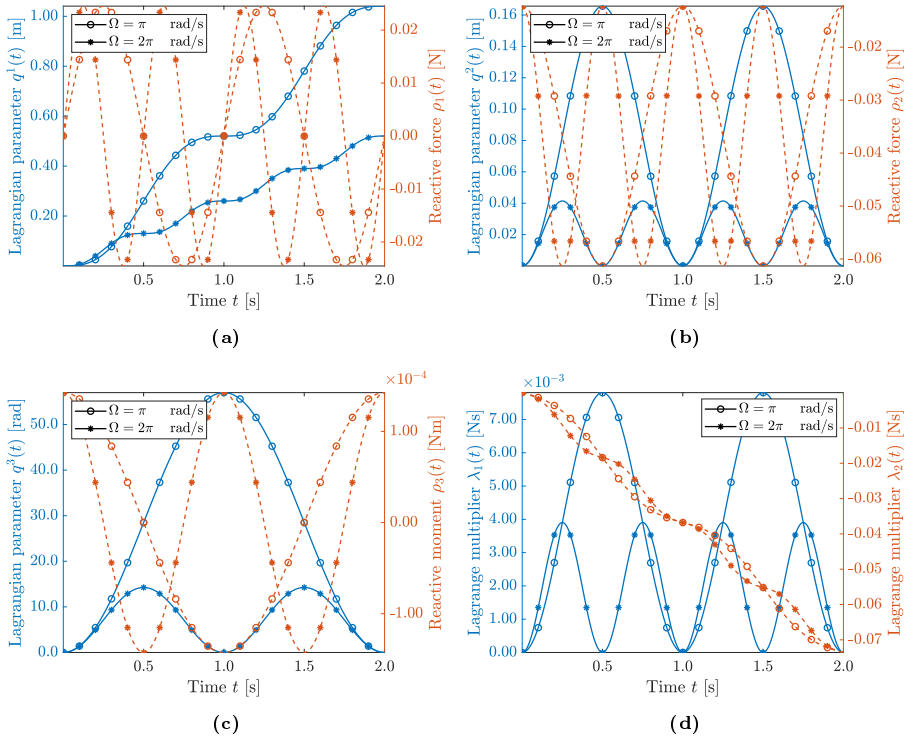 Ω = π rad/s
Ω = 2π rad/s
Lagrangian parameter q¹(t) [m]
1.00
0.80
0.60
0.40
0.20
0.5 1.0 1.5 2.0
Time t [s]
0.02
0.01
0.00
-0.01
-0.02
Reactive force ρ₁(t) [N]
(a)
Ω = π rad/s
Ω = 2π rad/s
Lagrangian parameter q²(t) [m]
0.16
0.14
0.12
0.10
0.08
0.06
0.04
0.02
0.5 1.0 1.5 2.0
Time t [s]
-0.02
-0.03
-0.04
-0.05
-0.06
Reactive force ρ₂(t) [N]
(b)
×10⁻⁴
Ω = π rad/s
Ω = 2π rad/s
Lagrangian parameter q³(t) [rad]
50.0
40.0
30.0
20.0
10.0
0.0
0.5 1.0 1.5 2.0
Time t [s]
1.00
0.00
-1.00
Reactive moment ρ₃(t) [Nm]
(c)
×10⁻³
Ω = π rad/s
Ω = 2π rad/s
Lagrange multiplier λ₁(t) [Ns]
7.00
6.00
5.00
4.00
3.00
2.00
1.00
0.00
0.5 1.0 1.5 2.0
Time t [s]
-0.01
-0.02
-0.03
-0.04
-0.05
-0.06
-0.07
Lagrange multiplier λ₂(t) [Ns]
(d)